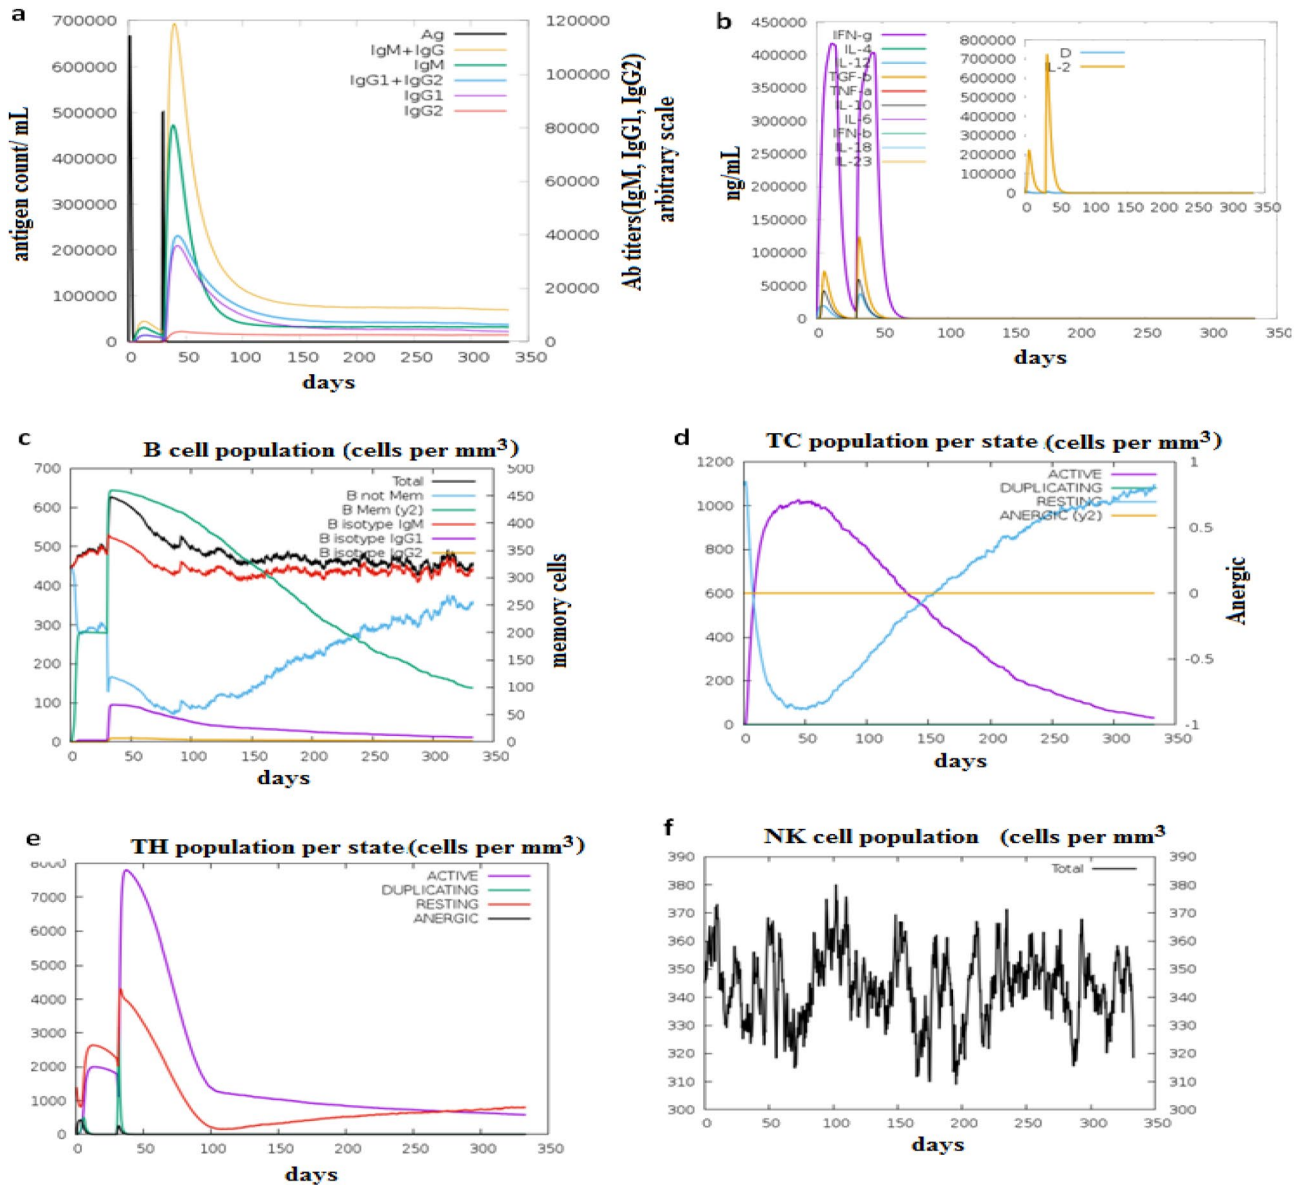 a
antigen count/ mL
700000
600000
500000
400000
300000
200000
100000
0
Ag
IgM+IgG
IgM
IgG1+IgG2
IgG1
IgG2
120000
100000
80000
60000
40000
20000
0
Ab titers(IgM, IgG1, IgG2)
arbitrary scale
0 50 100 150 200 250 300 350
days
b
ng/mL
450000
400000
350000
300000
250000
200000
150000
100000
50000
0
IFN-g
IL-4
IL-12
TGF-b
TNF-a
IL-10
IL-6
IFN-b
IL-18
IL-23
800000
700000
600000
500000
400000
300000
200000
100000
0
D
IL-2
0 50 100 150 200 250 300 350
0 50 100 150 200 250 300 350
days
c
B cell population (cells per mm3)
700
600
500
400
300
200
100
0
Total
B not Mem
B Mem (y2)
B isotype IgM
B isotype IgG1
B isotype IgG2
500
450
400
350
300
250
200
150
100
50
0
memory cells
0 50 100 150 200 250 300 350
days
d
TC population per state (cells per mm3)
1200
1000
800
600
400
200
0
ACTIVE
DUPLICATING
RESTING
ANERGIC (y2)
1
0.5
0
-0.5
-1
Anergic
0 50 100 150 200 250 300 350
days
e
TH population per state (cells per mm3)
8000
7000
6000
5000
4000
3000
2000
1000
0
ACTIVE
DUPLICATING
RESTING
ANERGIC
0 50 100 150 200 250 300 350
days
f
NK cell population (cells per mm3
390
380
370
360
350
340
330
320
310
300
Total
390
380
370
360
350
340
330
320
310
300
0 50 100 150 200 250 300 350
days